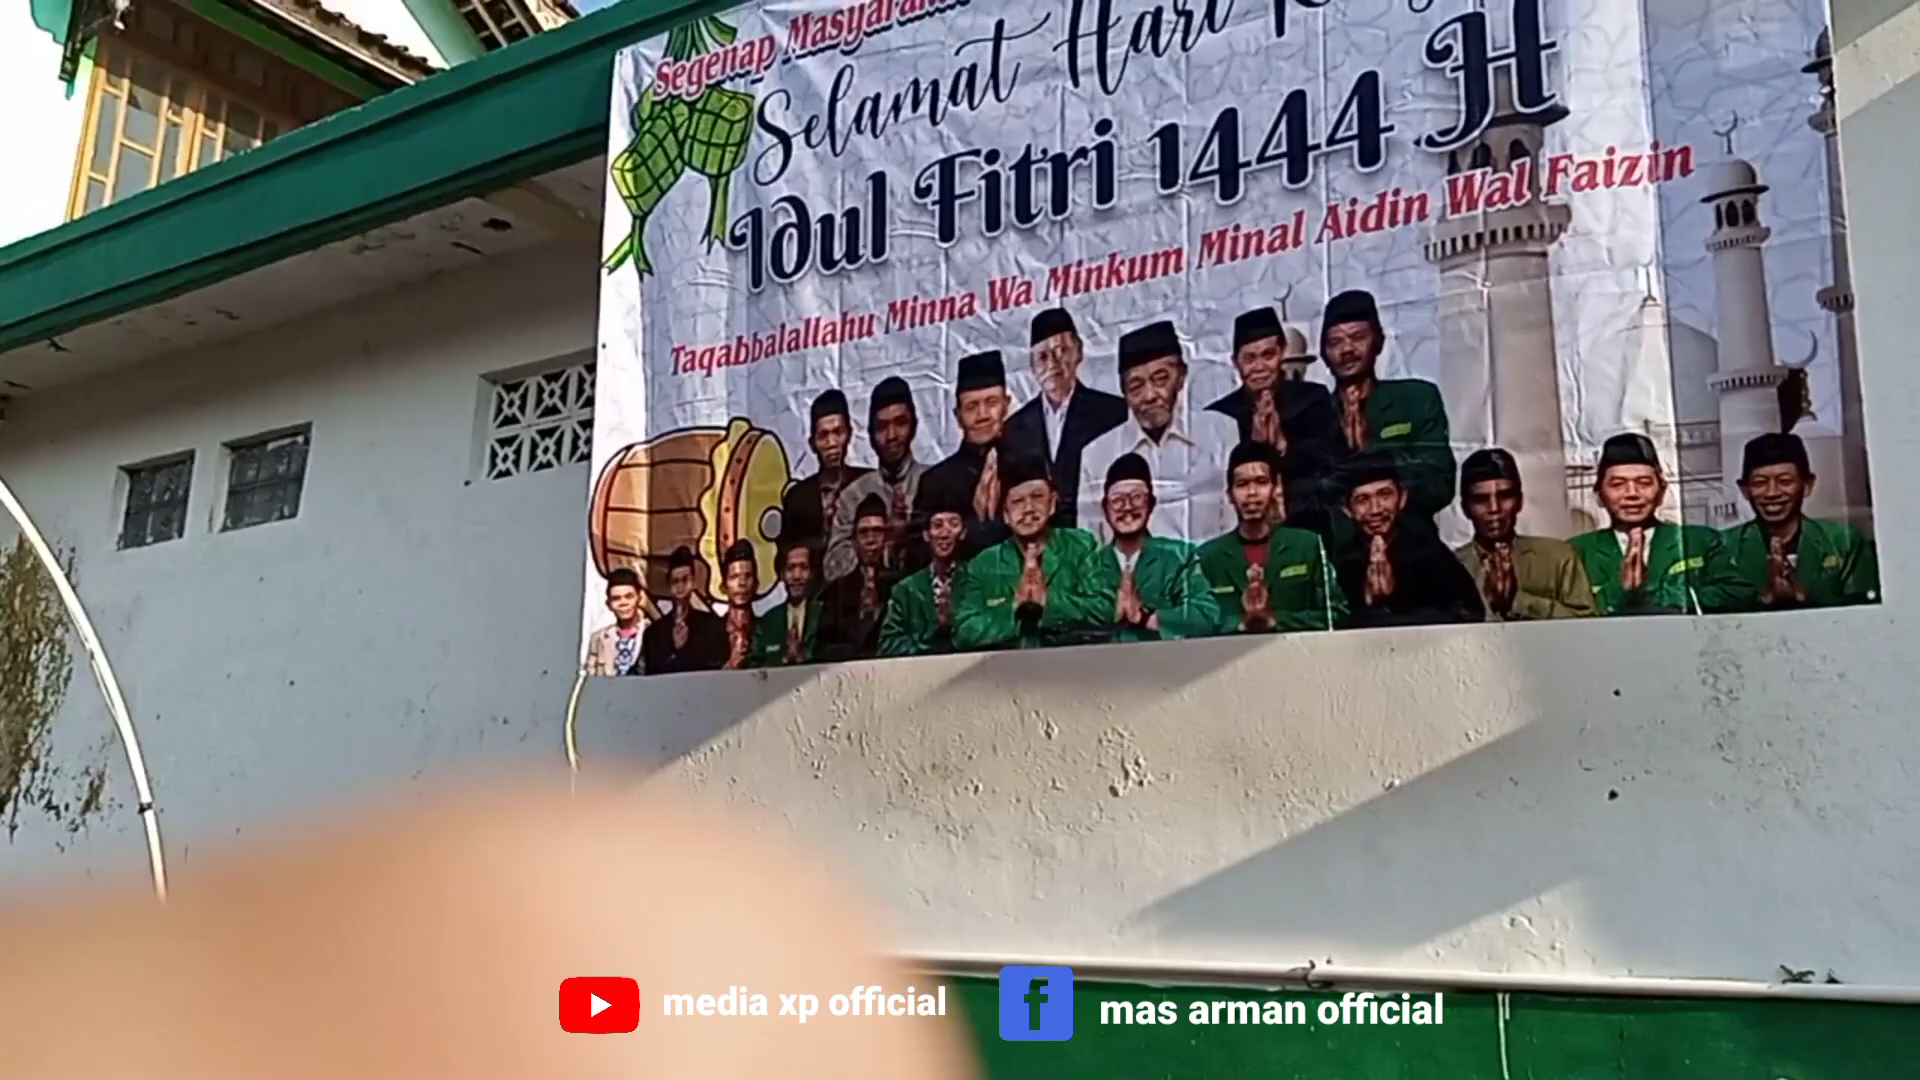 Segenap
Selamat Hari
Idul Fitri 1444 H
Taqabbalallahu Minna Wa Minkum Minal Aidin Wal Faizin
media xp official
mas arman official